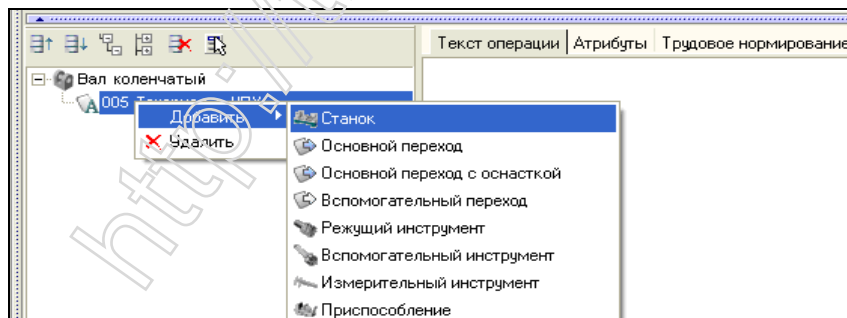 Текст операции Атрибуты Трудовое нормирование
Вал коленчатый
005
Добавить
Удалить
Станок
Основной переход
Основной переход с оснасткой
Вспомогательный переход
Режущий инструмент
Вспомогательный инструмент
Измерительный инструмент
Приспособление
http://